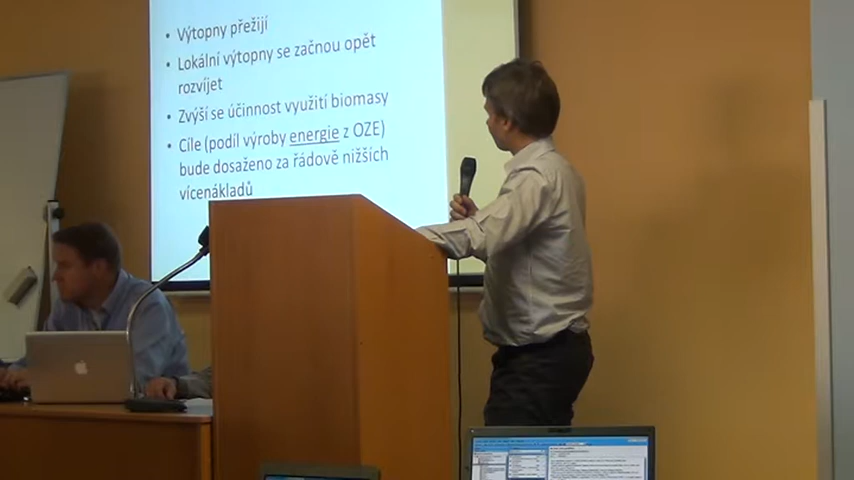 • Výtopny přežijí
• Lokální výtopny se začnou opět
rozvíjet
• Zvýší se účinnost využití biomasy
• Cíle (podíl výroby energie z OZE)
bude dosaženo za řádově nižších
vícenákladů